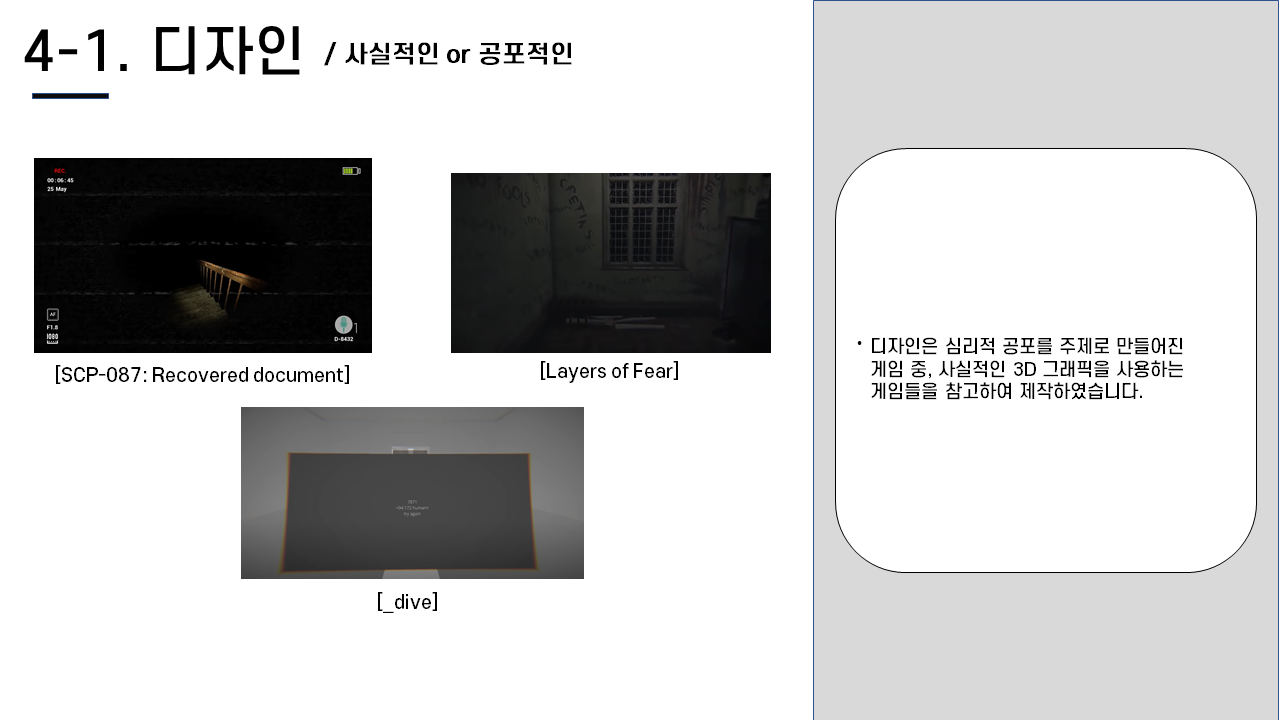 4-1. 디자인 / 사실적인 or 공포적인
REC
00:06:45
25 May
AF
F1.8
1080
D-8432
[SCP-087: Recovered document]
[Layers of Fear]
try again
[_dive]
• 디자인은 심리적 공포를 주제로 만들어진
게임 중, 사실적인 3D 그래픽을 사용하는
게임들을 참고하여 제작하였습니다.